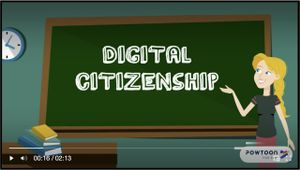 DIGITAL
CITIZENSHIP
00:16 / 02:13
POWTOON